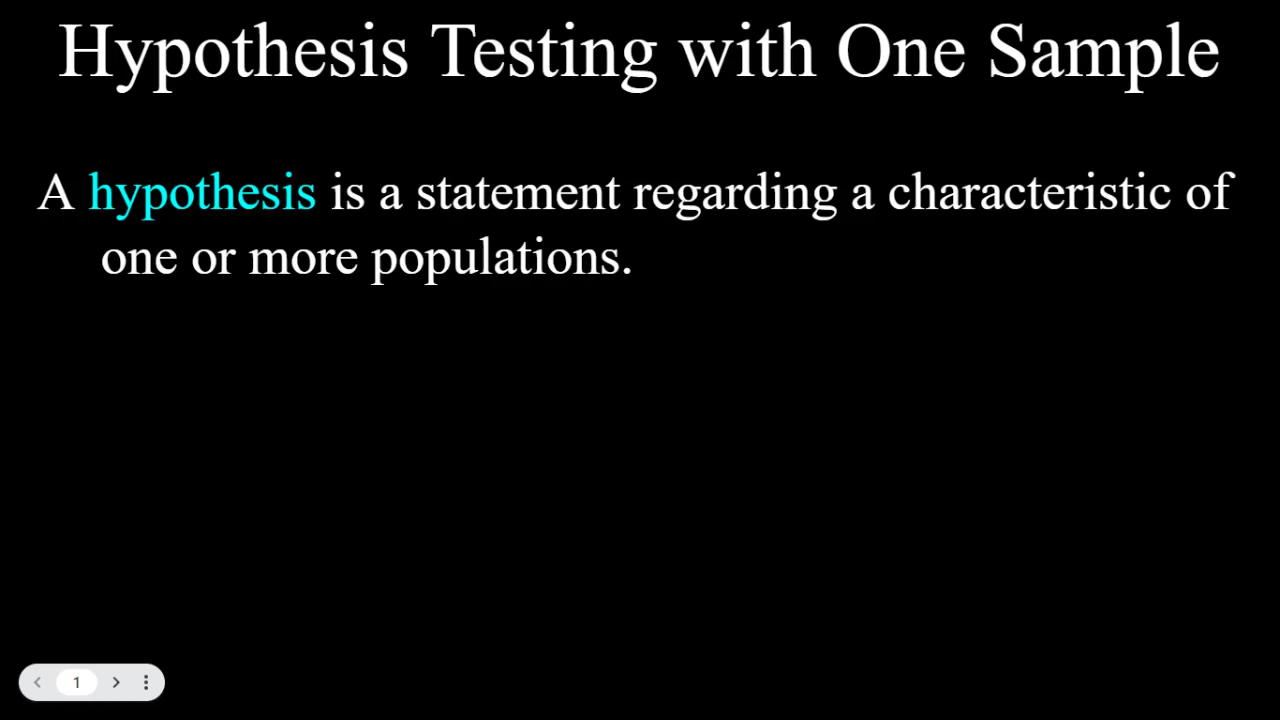 Hypothesis Testing with One Sample
A hypothesis is a statement regarding a characteristic of
one or more populations.
1